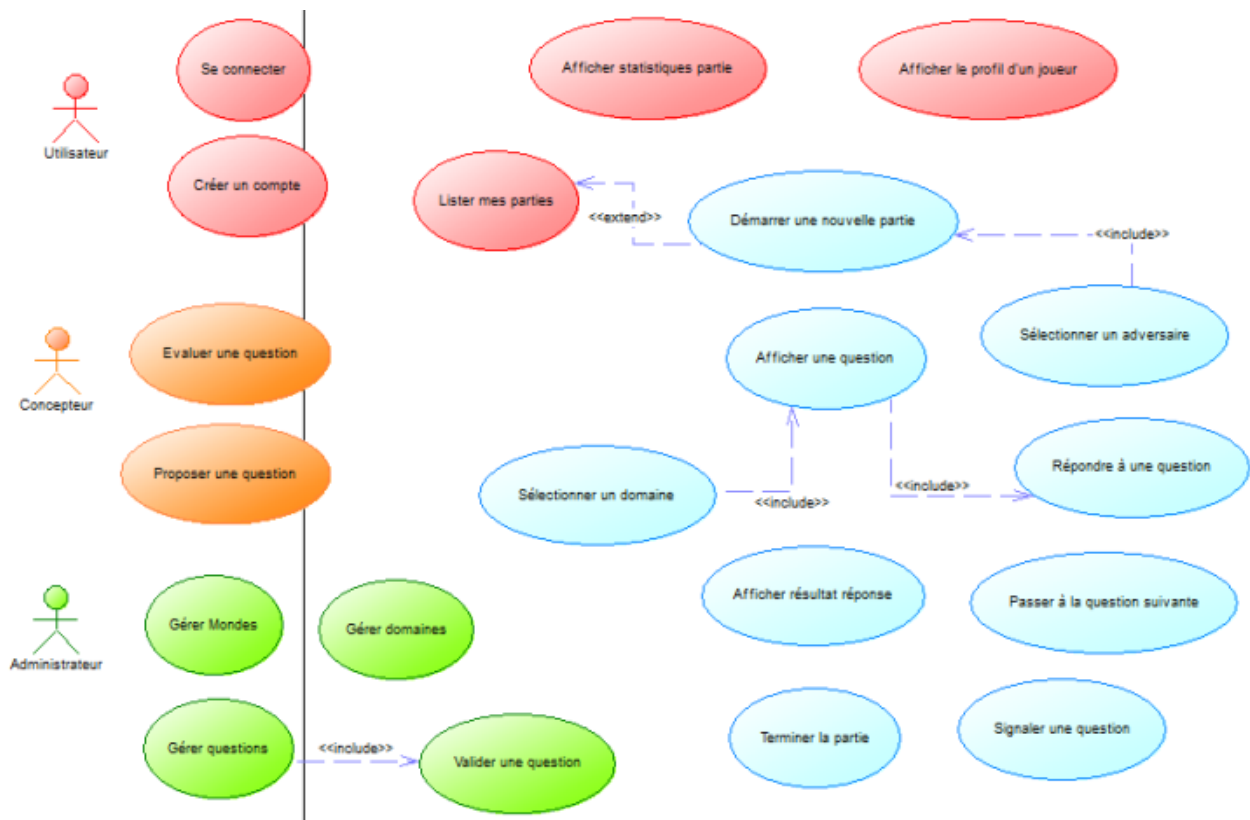 Se connecter
Afficher statistiques partie
Afficher le profil d'un joueur
Utilisateur
Créer un compte
Lister mes parties
<<extend>>
Démarrer une nouvelle partie
<<include>>
Evaluer une question
Afficher une question
Sélectionner un adversaire
Concepteur
Proposer une question
Sélectionner un domaine
<<include>>
<<include>>
Répondre à une question
Gérer Mondes
Gérer domaines
Afficher résultat réponse
Passer à la question suivante
Administrateur
Gérer questions
<<include>>
Valider une question
Terminer la partie
Signaler une question